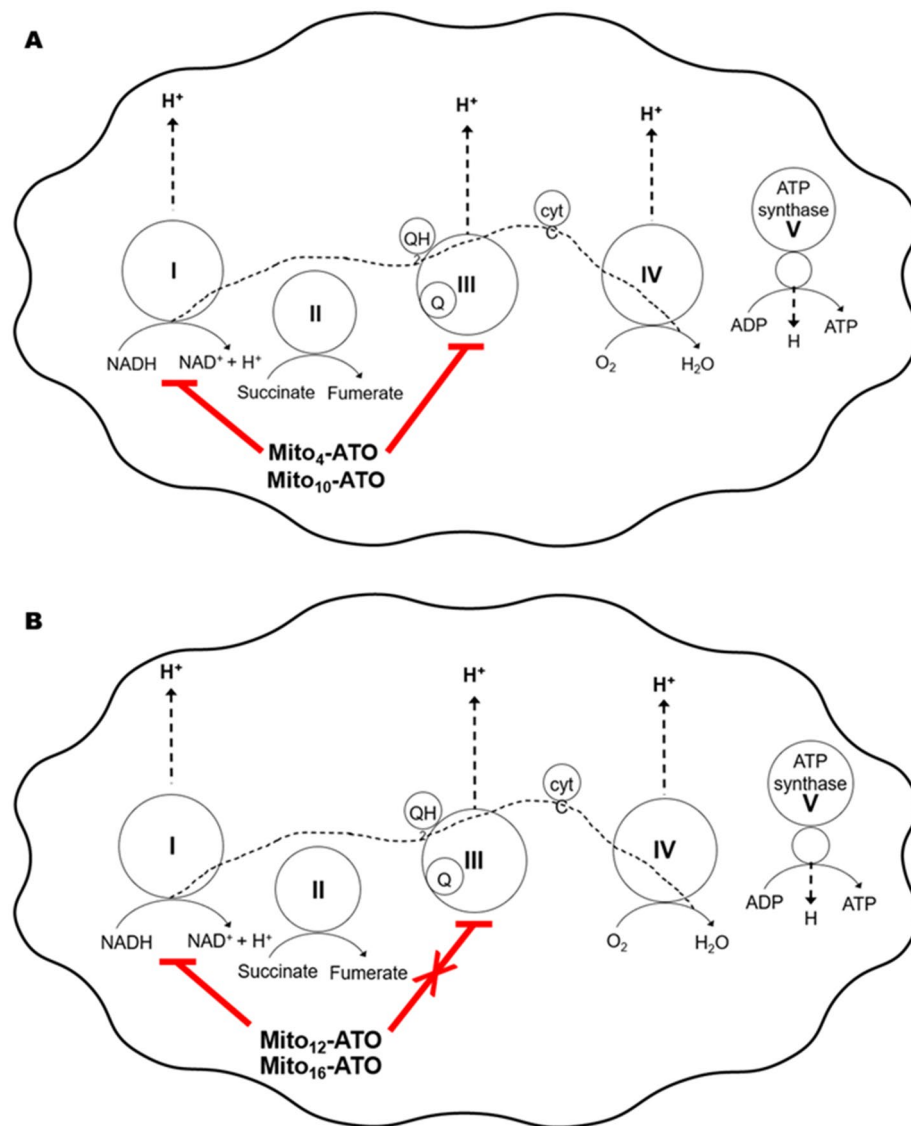 A
H⁺
H⁺
H⁺
ATP
synthase
V
cyt
C
QH
2
I
III
IV
II
Q
ADP
ATP
H
NADH
NAD⁺ + H⁺
O₂
H₂O
Succinate
Fumerate
Mito₄-ATO
Mito₁₀-ATO
B
H⁺
H⁺
H⁺
ATP
synthase
V
cyt
C
QH
2
I
III
IV
II
Q
ADP
ATP
H
NADH
NAD⁺ + H⁺
O₂
H₂O
Succinate
Fumerate
Mito₁₂-ATO
Mito₁₆-ATO